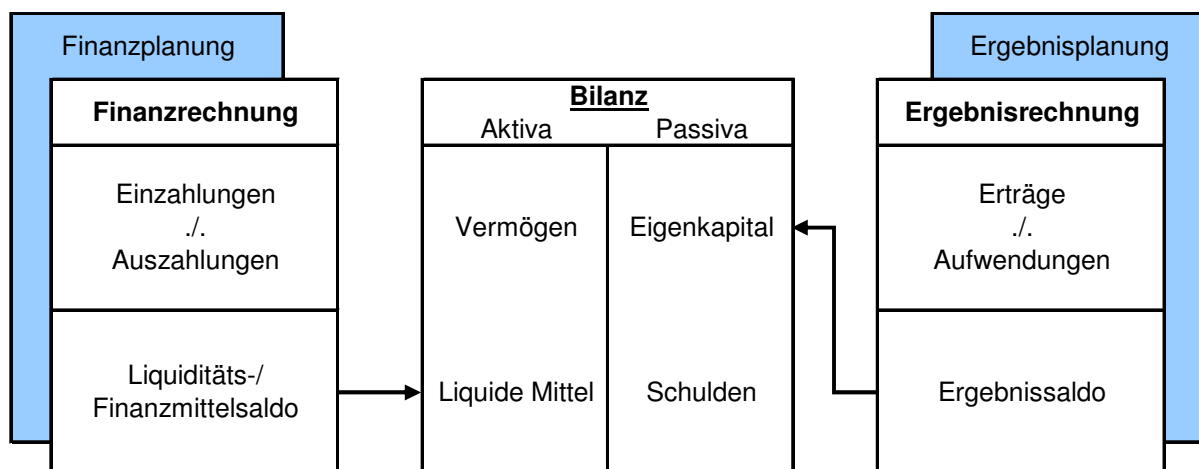 Finanzplanung
Finanzrechnung
Einzahlungen
./.
Auszahlungen
Liquiditäts-/
Finanzmittelsaldo
Bilanz
Aktiva Passiva
Vermögen Eigenkapital
Liquide Mittel Schulden
Ergebnisplanung
Ergebnisrechnung
Erträge
./.
Aufwendungen
Ergebnissaldo